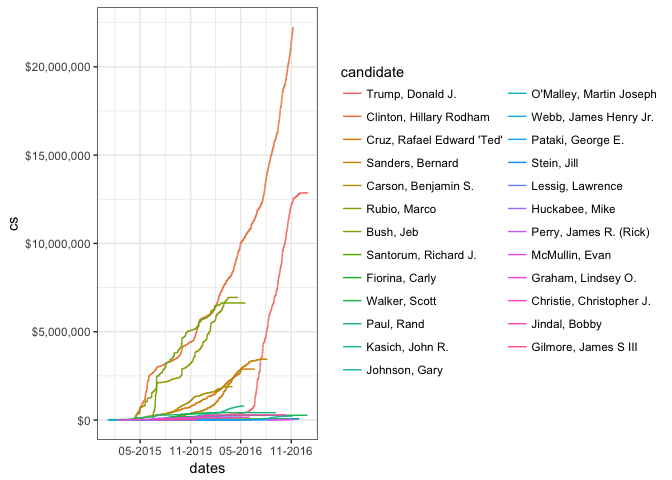 cs
$20,000,000
$15,000,000
$10,000,000
$5,000,000
$0
05-2015 11-2015 05-2016 11-2016
dates
candidate
Trump, Donald J.
Clinton, Hillary Rodham
Cruz, Rafael Edward 'Ted'
Sanders, Bernard
Carson, Benjamin S.
Rubio, Marco
Bush, Jeb
Santorum, Richard J.
Fiorina, Carly
Walker, Scott
Paul, Rand
Kasich, John R.
Johnson, Gary
O'Malley, Martin Joseph
Webb, James Henry Jr.
Pataki, George E.
Stein, Jill
Lessig, Lawrence
Huckabee, Mike
Perry, James R. (Rick)
McMullin, Evan
Graham, Lindsey O.
Christie, Christopher J.
Jindal, Bobby
Gilmore, James S III